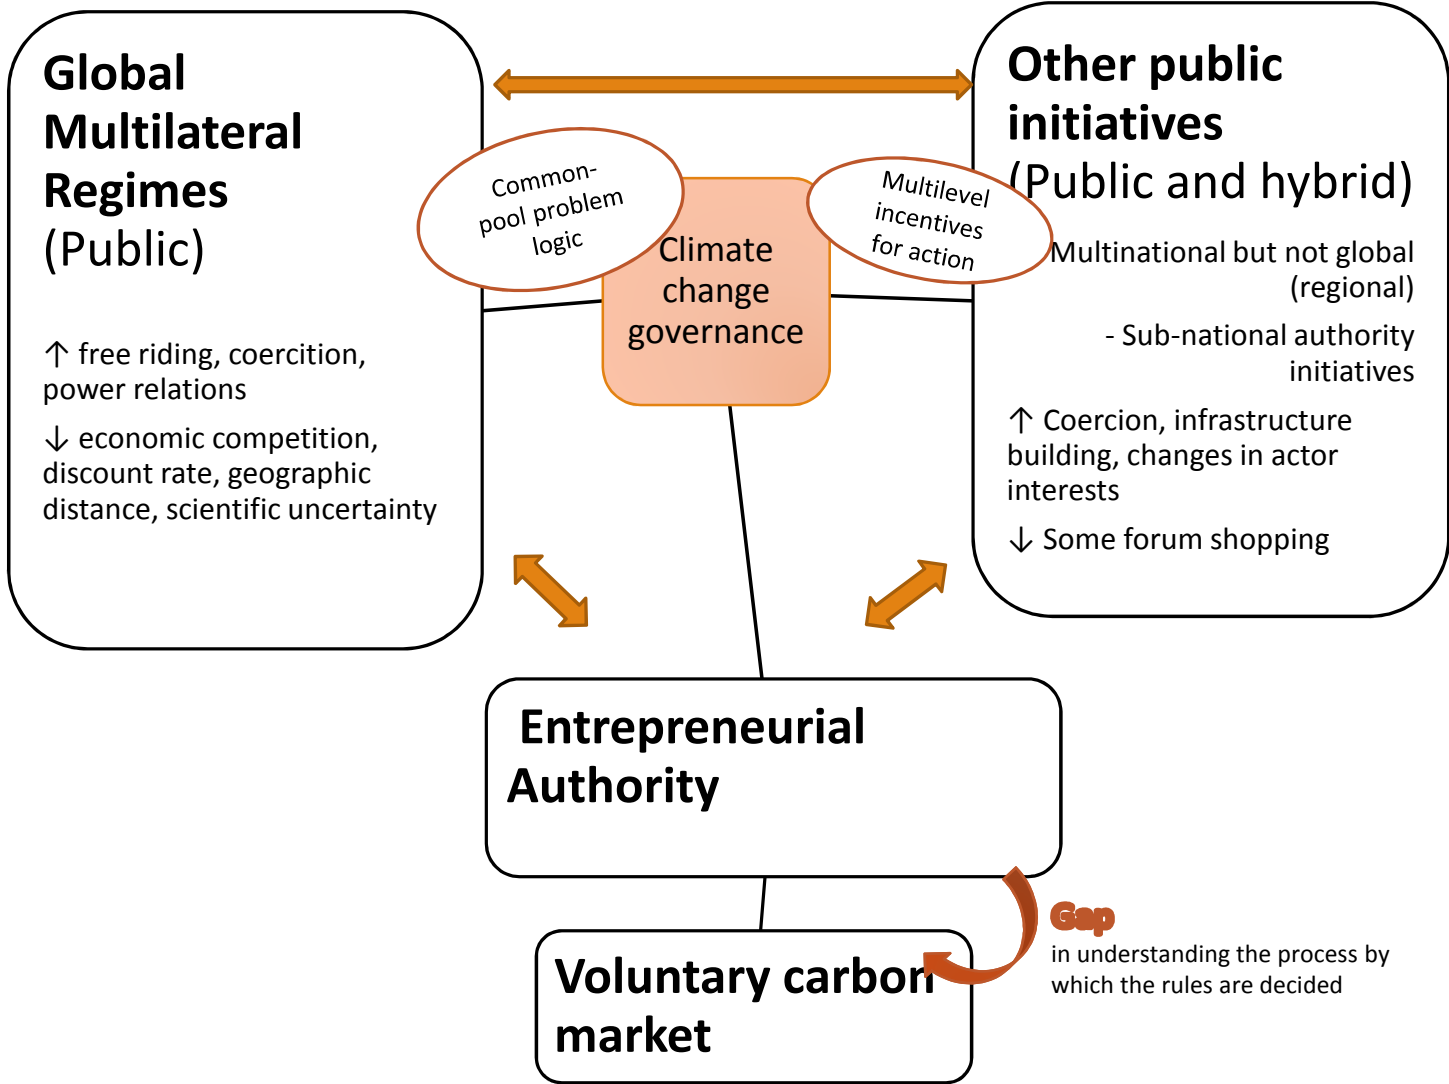 Global
Multilateral
Regimes
(Public)
↑ free riding, coercition,
power relations
↓ economic competition,
discount rate, geographic
distance, scientific uncertainty
Common-
pool problem
logic
Climate
change
governance
Multilevel
incentives
for action
Other public
initiatives
(Public and hybrid)
Multinational but not global
(regional)
- Sub-national authority
initiatives
↑ Coercion, infrastructure
building, changes in actor
interests
↓ Some forum shopping
Entrepreneurial
Authority
Gap
in understanding the process by
which the rules are decided
Voluntary carbon
market